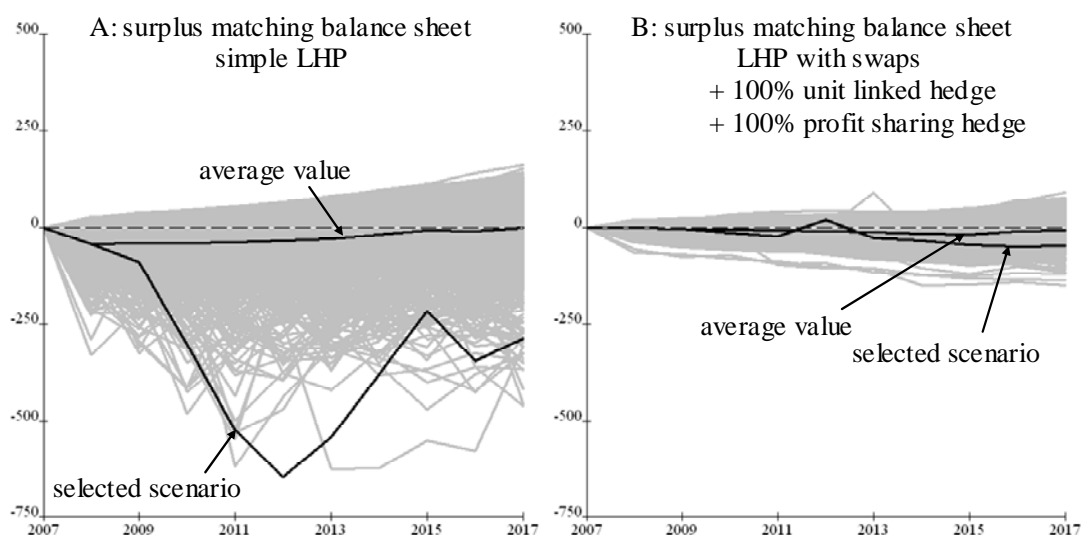 A: surplus matching balance sheet
simple LHP
500
250
0
-250
-500
-750
average value
selected scenario
2007
2009
2011
2013
2015
2017
B: surplus matching balance sheet
LHP with swaps
+ 100% unit linked hedge
+ 100% profit sharing hedge
500
250
0
-250
-500
-750
average value
selected scenario
2007
2009
2011
2013
2015
2017